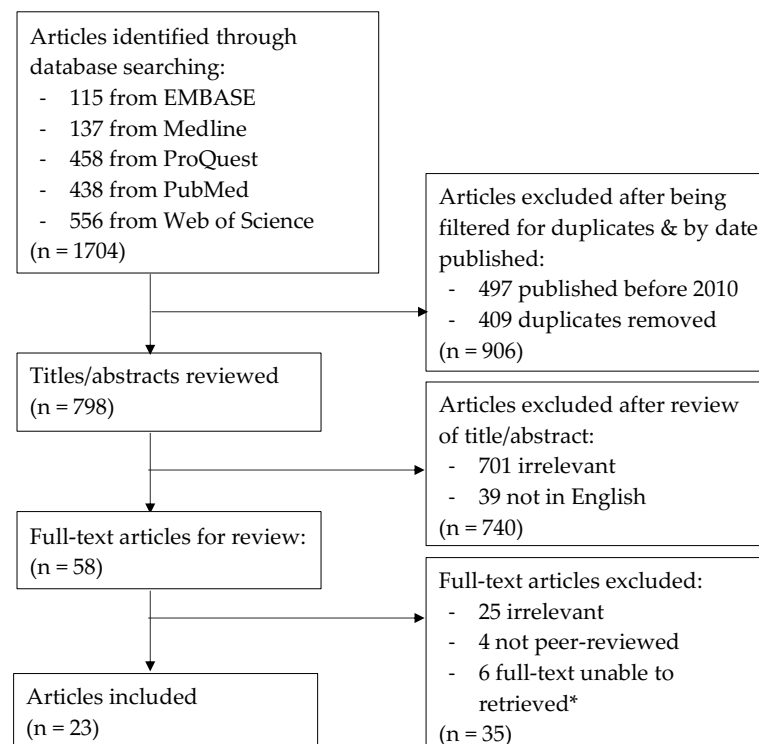 Articles identified through
database searching:
- 115 from EMBASE
- 137 from Medline
- 458 from ProQuest
- 438 from PubMed
- 556 from Web of Science
(n = 1704)
Articles excluded after being
filtered for duplicates & by date
published:
- 497 published before 2010
- 409 duplicates removed
(n = 906)
Titles/abstracts reviewed
(n = 798)
Articles excluded after review
of title/abstract:
- 701 irrelevant
- 39 not in English
(n = 740)
Full-text articles for review:
(n = 58)
Full-text articles excluded:
- 25 irrelevant
- 4 not peer-reviewed
- 6 full-text unable to
retrieved*
(n = 35)
Articles included
(n = 23)